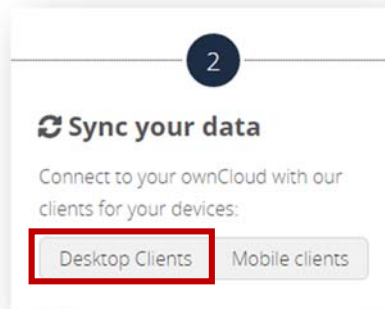 2
Sync your data
Connect to your ownCloud with our
clients for your devices:
Desktop Clients Mobile clients